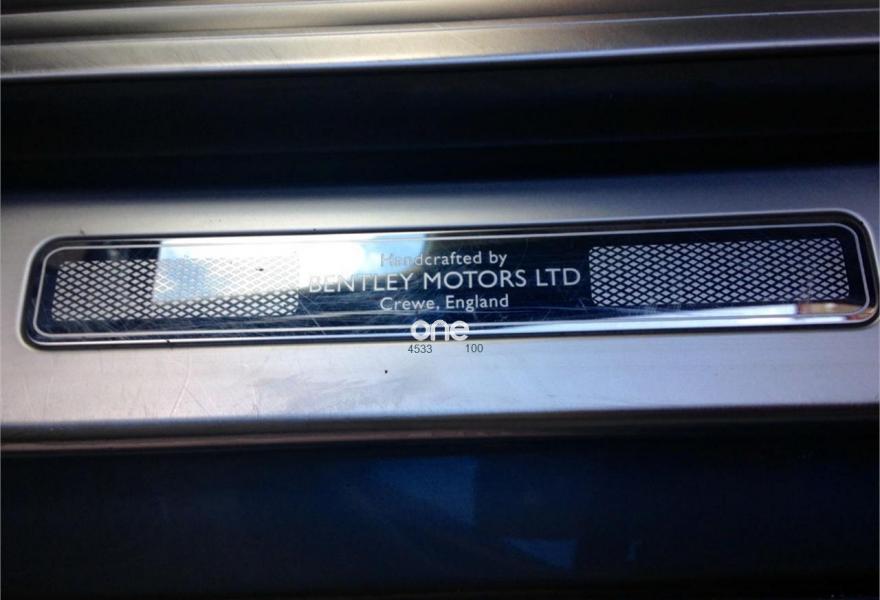 Handcrafted by
BENTLEY MOTORS LTD
Crewe, England
one
4533 100